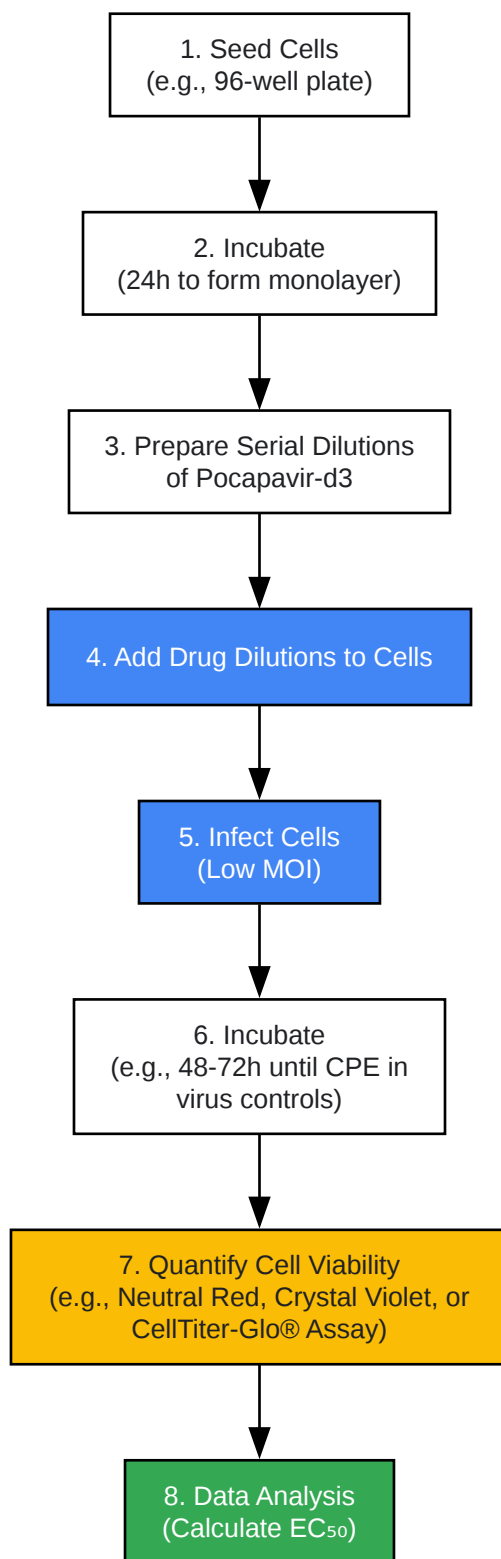 1. Seed Cells
(e.g., 96-well plate)
2. Incubate
(24h to form monolayer)
3. Prepare Serial Dilutions
of Pocapavir-d3
4. Add Drug Dilutions to Cells
5. Infect Cells
(Low MOI)
6. Incubate
(e.g., 48-72h until CPE in
virus controls)
7. Quantify Cell Viability
(e.g., Neutral Red, Crystal Violet, or
CellTiter-Glo® Assay)
8. Data Analysis
(Calculate EC₅₀)